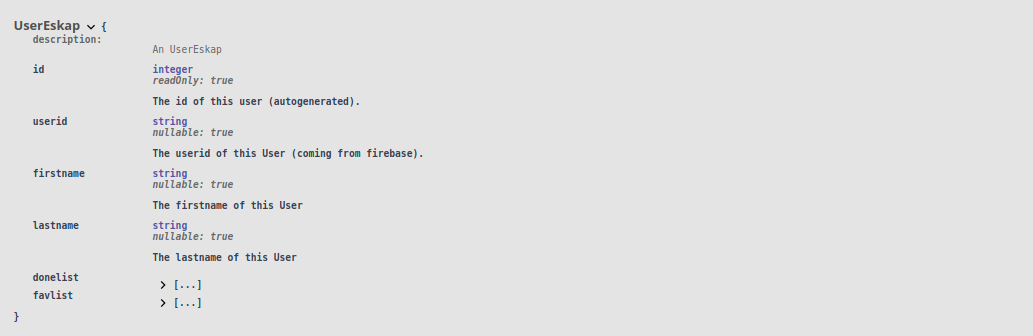 UserEskap {
description:
An UserEskap
id integer
readOnly: true
The id of this user (autogenerated).
userid string
nullable: true
The userid of this User (coming from firebase).
firstname string
nullable: true
The firstname of this User
lastname string
nullable: true
The lastname of this User
donelist
[...]
favlist
[...]
}